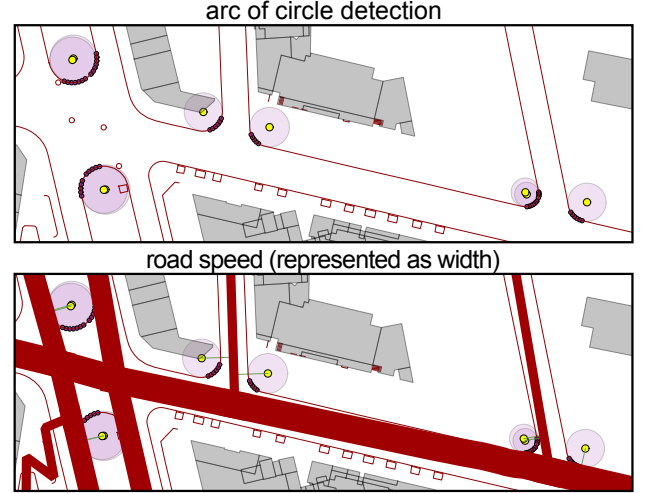 arc of circle detection
road speed (represented as width)